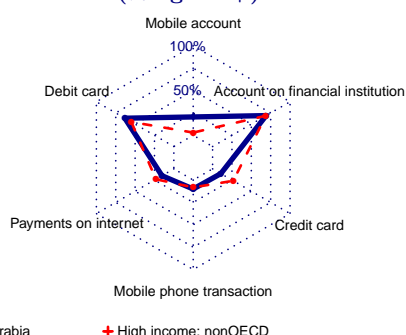 Mobile account
100%
Debit card
50%
Account on financial institution
Payments on internet
Credit card
Mobile phone transaction
High income: nonOECD